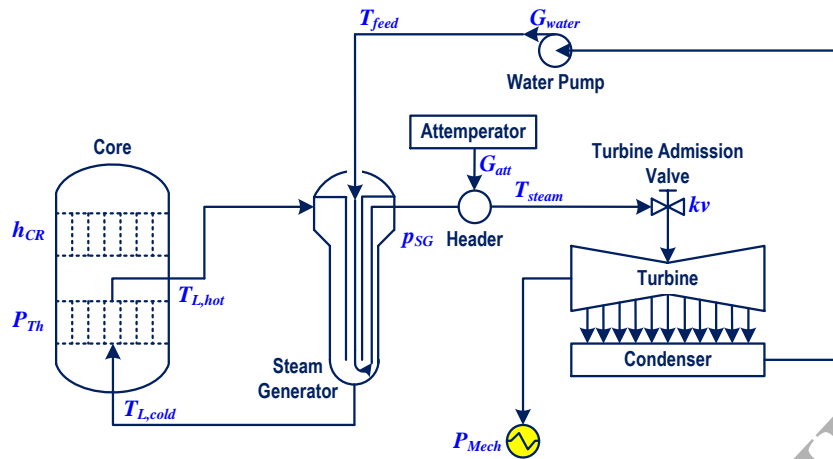 T_feed
G_water
Water Pump
Attemperator
G_att
Core
Turbine Admission
Valve
T_steam
kv
h_CR
p_SG
Header
T_L,hot
Turbine
P_Th
Steam
Generator
Condenser
T_L,cold
P_Mech